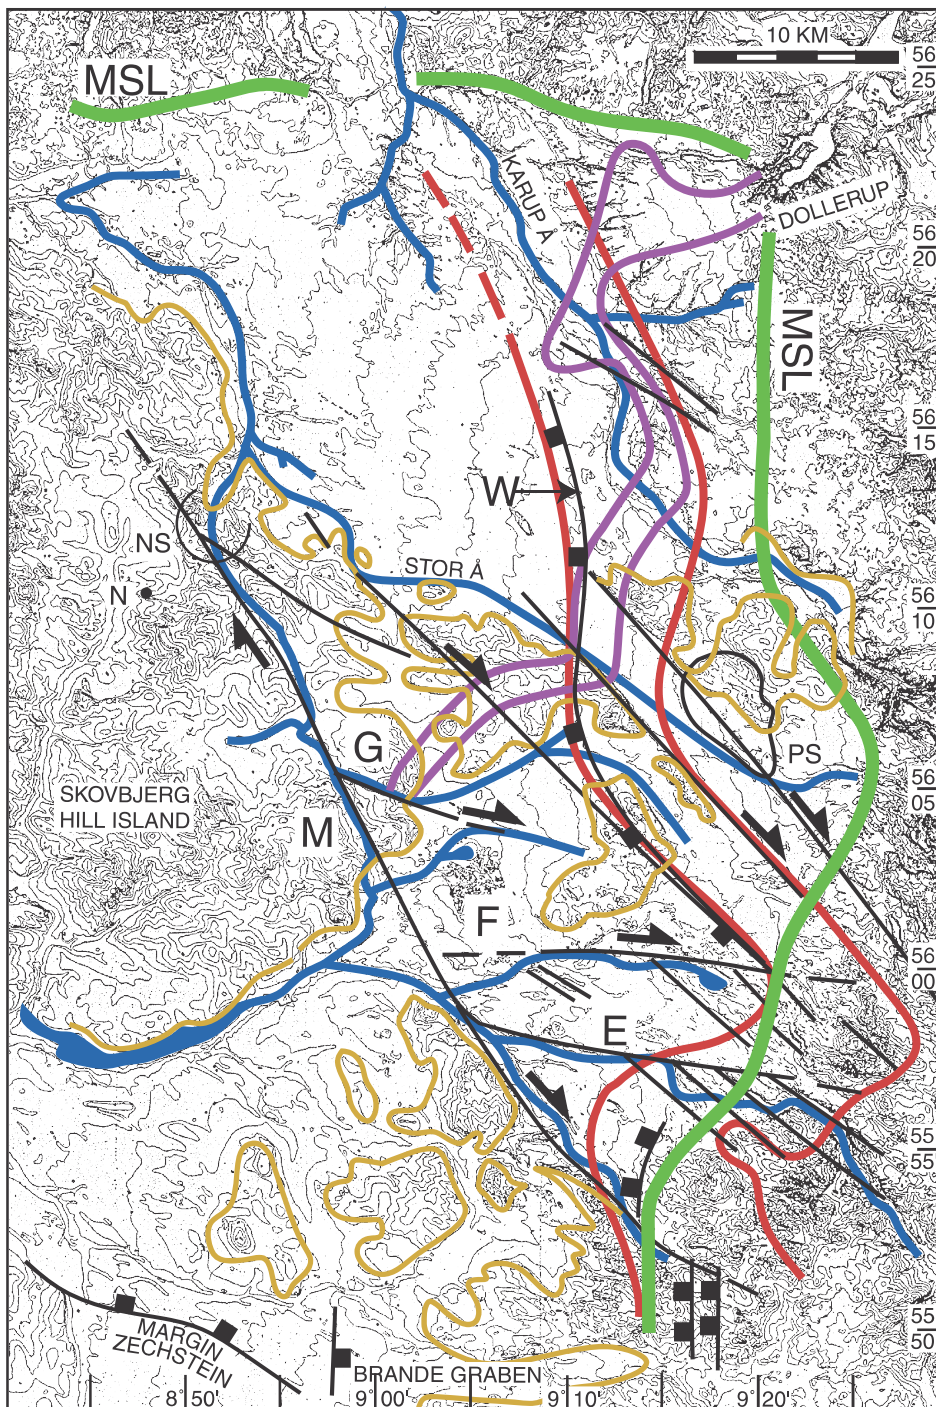 10 KM
56
25
MSL
KARUP Å
DOLLERUP
56
20
MSL
56
15
W
NS
STOR Å
N
56
10
G
PS
SKOVBJERG
HILL ISLAND
56
05
M
F
56
00
E
55
55
MARGIN
ZECHSTEIN
BRANDE GRABEN
55
50
8°50'
9°00'
9°10'
9°20'